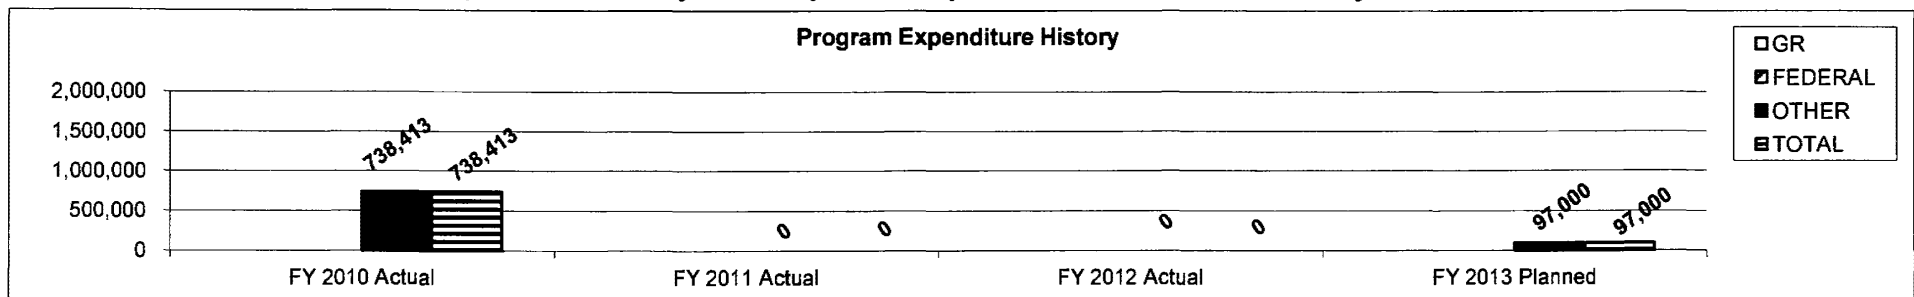 Program Expenditure History
GR
FEDERAL
OTHER
TOTAL
2,000,000
1,500,000
1,000,000
500,000
0
738,413
738,413
0
0
0
0
97,000
97,000
FY 2010 Actual
FY 2011 Actual
FY 2012 Actual
FY 2013 Planned